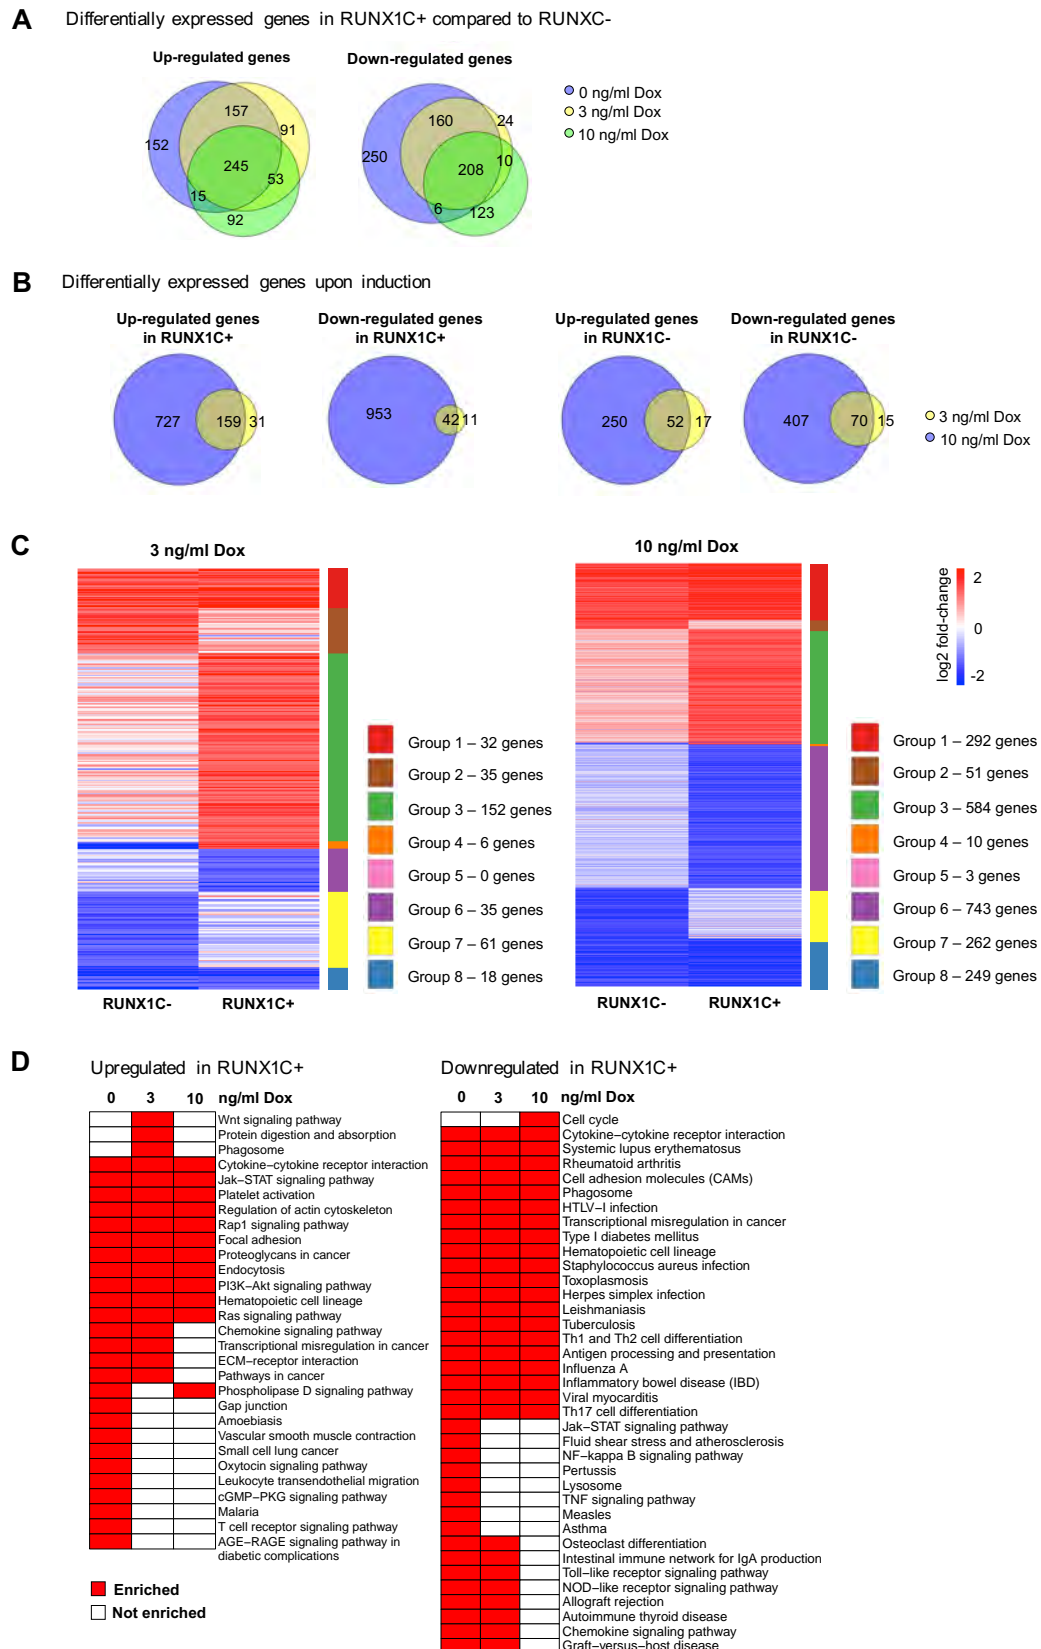 A Differentially expressed genes in RUNX1C+ compared to RUNXC-
Up-regulated genes
Down-regulated genes
152
157
91
245
53
15
92
250
160
24
10
208
6
123
0 ng/ml Dox
3 ng/ml Dox
10 ng/ml Dox
B Differentially expressed genes upon induction
Up-regulated genes
in RUNX1C+
Down-regulated genes
in RUNX1C+
Up-regulated genes
in RUNX1C-
Down-regulated genes
in RUNX1C-
727 159 31
953 42 11
250 52 17
407 70 15
3 ng/ml Dox
10 ng/ml Dox
C
3 ng/ml Dox
Group 1 – 32 genes
Group 2 – 35 genes
Group 3 – 152 genes
Group 4 – 6 genes
Group 5 – 0 genes
Group 6 – 35 genes
Group 7 – 61 genes
Group 8 – 18 genes
RUNX1C- RUNX1C+
10 ng/ml Dox
log2 fold-change
2
0
-2
Group 1 – 292 genes
Group 2 – 51 genes
Group 3 – 584 genes
Group 4 – 10 genes
Group 5 – 3 genes
Group 6 – 743 genes
Group 7 – 262 genes
Group 8 – 249 genes
RUNX1C- RUNX1C+
D
Upregulated in RUNX1C+
0 3 10 ng/ml Dox
Wnt signaling pathway
Protein digestion and absorption
Phagosome
Cytokine−cytokine receptor interaction
Jak−STAT signaling pathway
Platelet activation
Regulation of actin cytoskeleton
Rap1 signaling pathway
Focal adhesion
Proteoglycans in cancer
Endocytosis
PI3K−Akt signaling pathway
Hematopoietic cell lineage
Ras signaling pathway
Chemokine signaling pathway
Transcriptional misregulation in cancer
ECM−receptor interaction
Pathways in cancer
Phospholipase D signaling pathway
Gap junction
Amoebiasis
Vascular smooth muscle contraction
Small cell lung cancer
Oxytocin signaling pathway
Leukocyte transendothelial migration
cGMP−PKG signaling pathway
Malaria
T cell receptor signaling pathway
AGE−RAGE signaling pathway in
diabetic complications
Enriched
Not enriched
Downregulated in RUNX1C+
0 3 10 ng/ml Dox
Cell cycle
Cytokine−cytokine receptor interaction
Systemic lupus erythematosus
Rheumatoid arthritis
Cell adhesion molecules (CAMs)
Phagosome
HTLV−I infection
Transcriptional misregulation in cancer
Type I diabetes mellitus
Hematopoietic cell lineage
Staphylococcus aureus infection
Toxoplasmosis
Herpes simplex infection
Leishmaniasis
Tuberculosis
Th1 and Th2 cell differentiation
Antigen processing and presentation
Influenza A
Inflammatory bowel disease (IBD)
Viral myocarditis
Th17 cell differentiation
Jak−STAT signaling pathway
Fluid shear stress and atherosclerosis
NF−kappa B signaling pathway
Pertussis
Lysosome
TNF signaling pathway
Measles
Asthma
Osteoclast differentiation
Intestinal immune network for IgA production
Toll−like receptor signaling pathway
NOD−like receptor signaling pathway
Allograft rejection
Autoimmune thyroid disease
Chemokine signaling pathway
Graft−versus−host disease